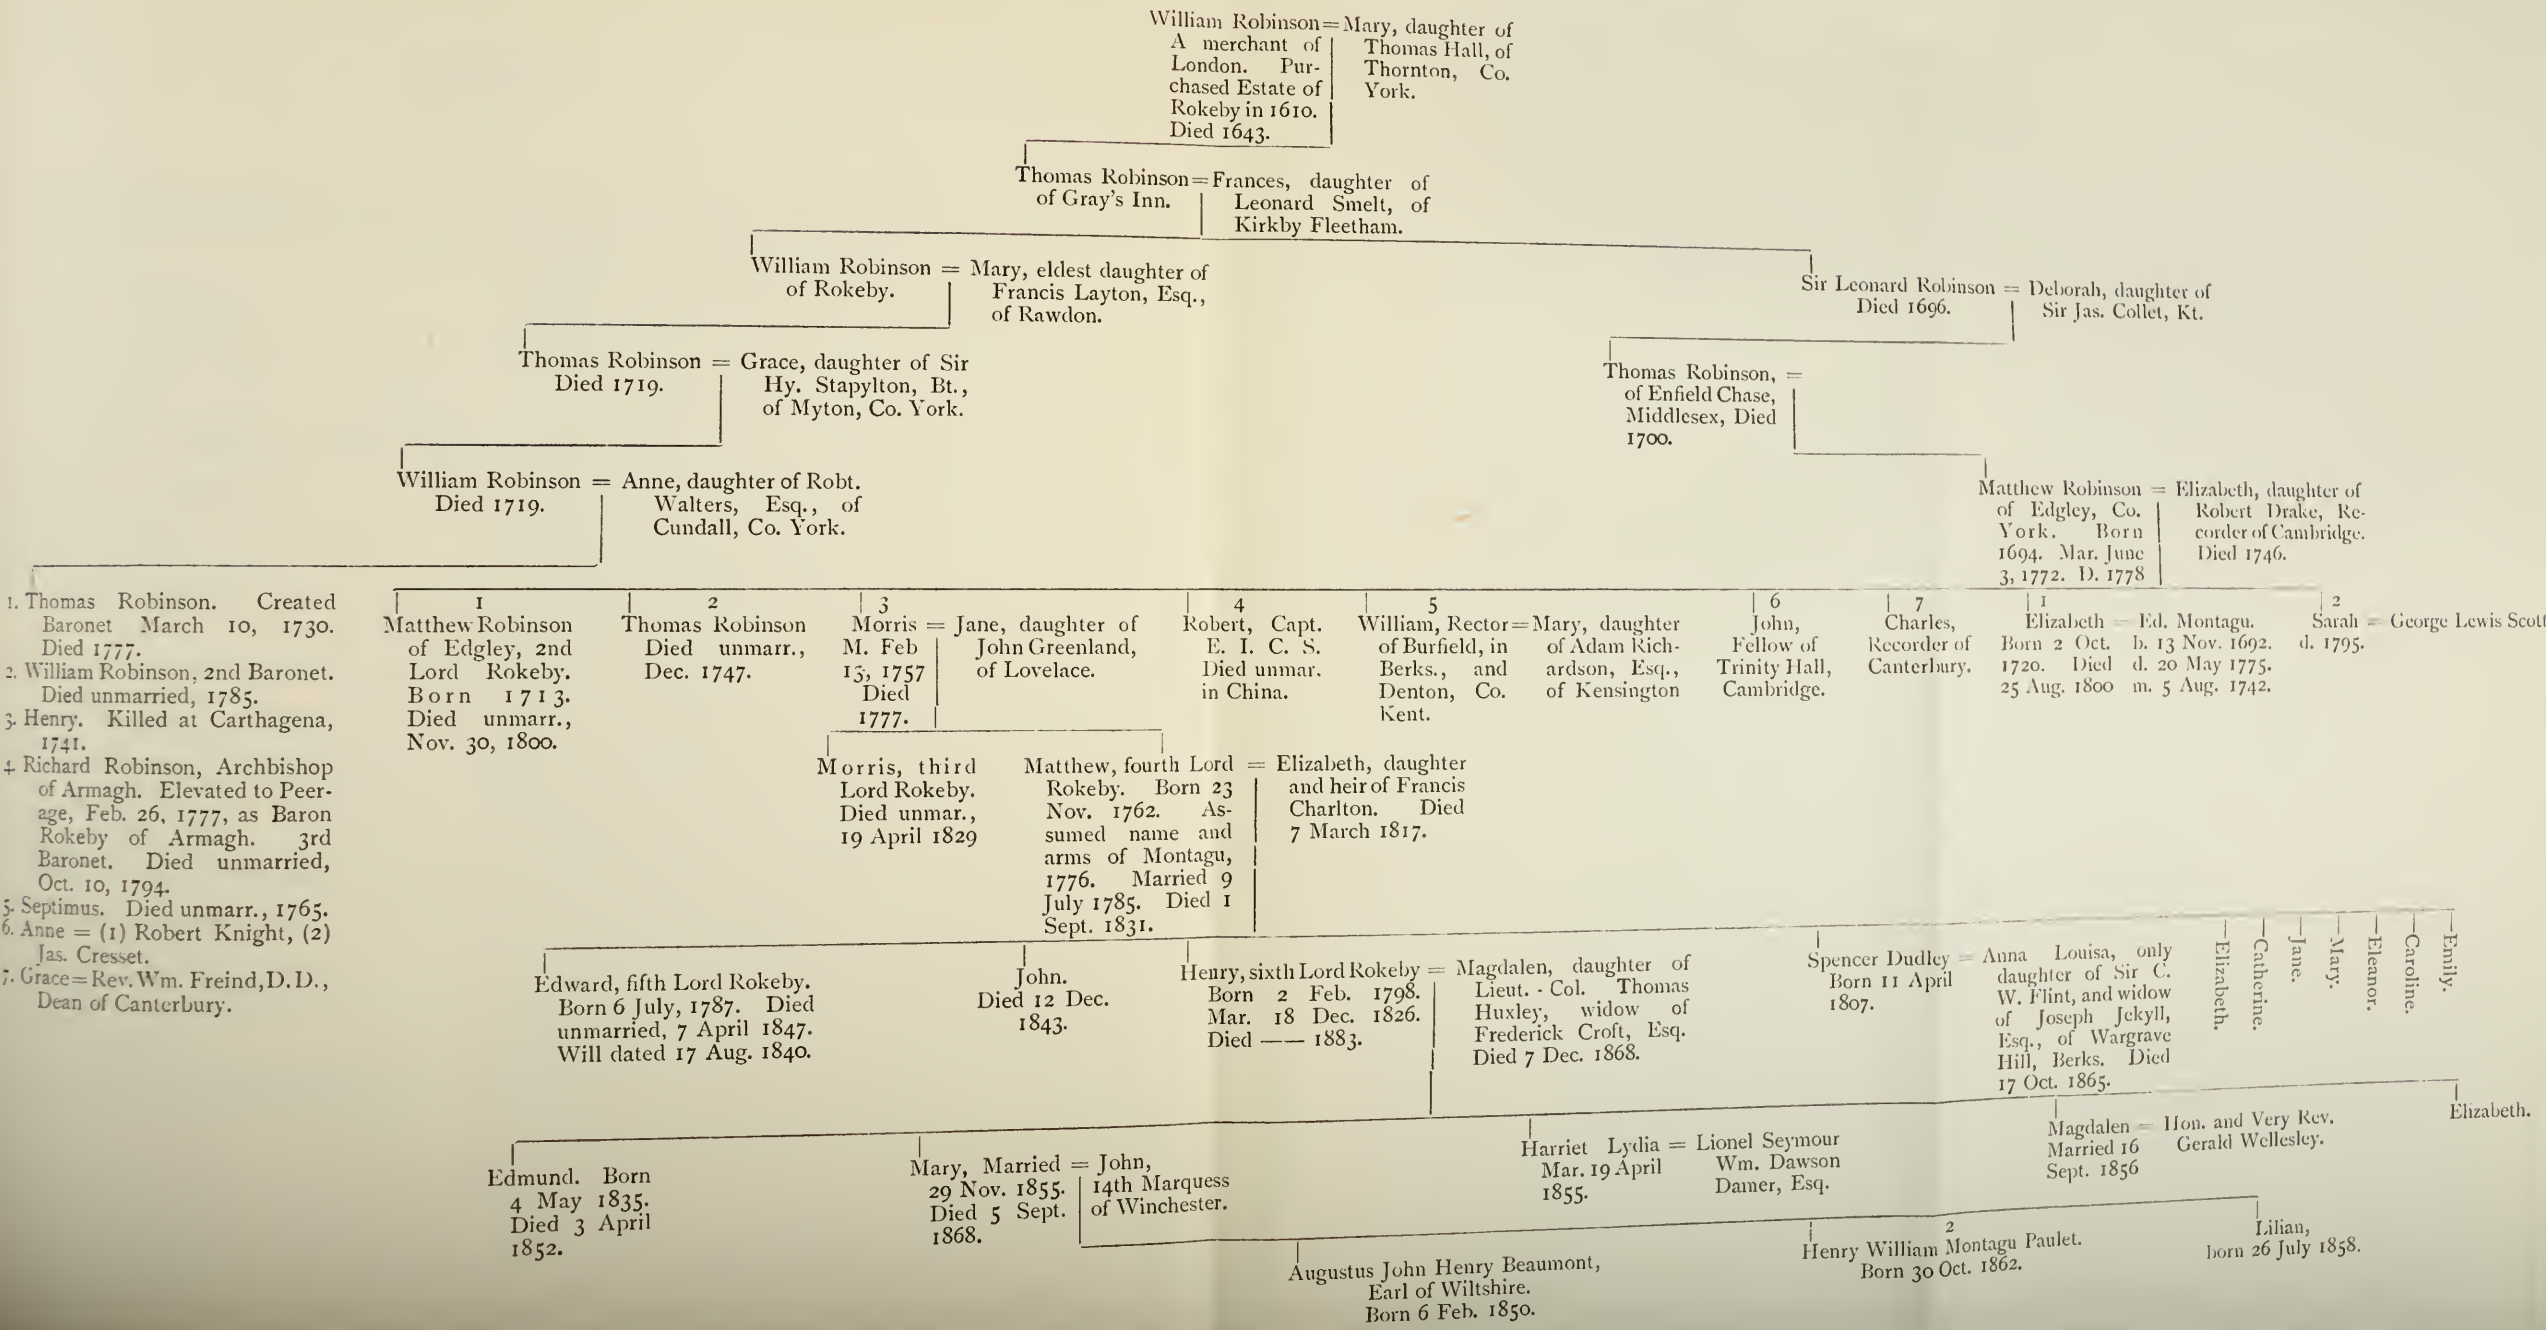 William Robinson = Mary, daughter of
A merchant of
London. Pur-
chased Estate of
Rokeby in 1610.
Died 1643.
Thomas Hall, of
Thornton, Co.
York.
Thomas Robinson = Frances, daughter of
of Gray's Inn.
Leonard Smelt, of
Kirkby Fleetham.
William Robinson = Mary, eldest daughter of
of Rokeby.
Francis Layton, Esq.,
of Rawdon.
Sir Leonard Robinson = Deborah, daughter of
Died 1696.
Sir Jas. Collet, Kt.
Thomas Robinson = Grace, daughter of Sir
Died 1719.
Hy. Stapylton, Bt.,
of Myton, Co. York.
Thomas Robinson, =
of Enfield Chase,
Middlesex, Died
1700.
William Robinson = Anne, daughter of Robt.
Died 1719.
Walters, Esq., of
Cundall, Co. York.
Matthew Robinson = Elizabeth, daughter of
of Edgley, Co.
York. Born
1694. Mar. June
3, 1772. D. 1778
Robert Drake, Re-
corder of Cambridge.
Died 1746.
1. Thomas Robinson. Created
Baronet March 10, 1730.
Died 1777.
2. William Robinson, 2nd Baronet.
Died unmarried, 1785.
3. Henry. Killed at Carthagena,
1741.
4. Richard Robinson, Archbishop
of Armagh. Elevated to Peer-
age, Feb. 26, 1777, as Baron
Rokeby of Armagh. 3rd
Baronet. Died unmarried,
Oct. 10, 1794.
5. Septimus. Died unmarr., 1765.
6. Anne = (1) Robert Knight, (2)
Jas. Cresset.
7. Grace = Rev. Wm. Freind, D.D.,
Dean of Canterbury.
1
Matthew Robinson
of Edgley, 2nd
Lord Rokeby.
Born 1713.
Died unmarr.,
Nov. 30, 1800.
2
Thomas Robinson
Died unmarr.,
Dec. 1747.
3
Morris = Jane, daughter of
M. Feb
13, 1757
Died
1777.
John Greenland,
of Lovelace.
4
Robert, Capt.
E. I. C. S.
Died unmar.
in China.
5
William, Rector = Mary, daughter
of Burfield, in
Berks., and
Denton, Co.
Kent.
of Adam Rich-
ardson, Esq.,
of Kensington
6
John,
Fellow of
Trinity Hall,
Cambridge.
7
Charles,
Recorder of
Canterbury.
1
Elizabeth = Ed. Montagu.
Born 2 Oct.
1720. Died
25 Aug. 1800
b. 13 Nov. 1692.
d. 20 May 1775.
m. 5 Aug. 1742.
2
Sarah = George Lewis Scott
d. 1795.
Morris, third
Lord Rokeby.
Died unmar.,
19 April 1829
Matthew, fourth Lord = Elizabeth, daughter
Rokeby. Born 23
Nov. 1762. As-
sumed name and
arms of Montagu,
1776. Married 9
July 1785. Died 1
Sept. 1831.
and heir of Francis
Charlton. Died
7 March 1817.
Edward, fifth Lord Rokeby.
Born 6 July, 1787. Died
unmarried, 7 April 1847.
Will dated 17 Aug. 1840.
John.
Died 12 Dec.
1843.
Henry, sixth Lord Rokeby = Magdalen, daughter of
Born 2 Feb. 1798.
Mar. 18 Dec. 1826.
Died —— 1883.
Lieut.-Col. Thomas
Huxley, widow of
Frederick Croft, Esq.
Died 7 Dec. 1868.
Spencer Dudley = Anna Louisa, only
Born 11 April
1807.
daughter of Sir C.
W. Flint, and widow
of Joseph Jekyll,
Esq., of Wargrave
Hill, Berks. Died
17 Oct. 1865.
Elizabeth.
Catherine.
Jane.
Mary.
Eleanor.
Caroline.
Emily.
Edmund. Born
4 May 1835.
Died 3 April
1852.
Mary, Married = John,
29 Nov. 1855.
Died 5 Sept.
1868.
14th Marquess
of Winchester.
Harriet Lydia = Lionel Seymour
Mar. 19 April
1855.
Wm. Dawson
Damer, Esq.
Magdalen = Hon. and Very Rev.
Married 16
Sept. 1856
Gerald Wellesley.
Elizabeth.
Augustus John Henry Beaumont,
Earl of Wiltshire.
Born 6 Feb. 1850.
2
Henry William Montagu Paulet.
Born 30 Oct. 1862.
Lilian,
born 26 July 1858.